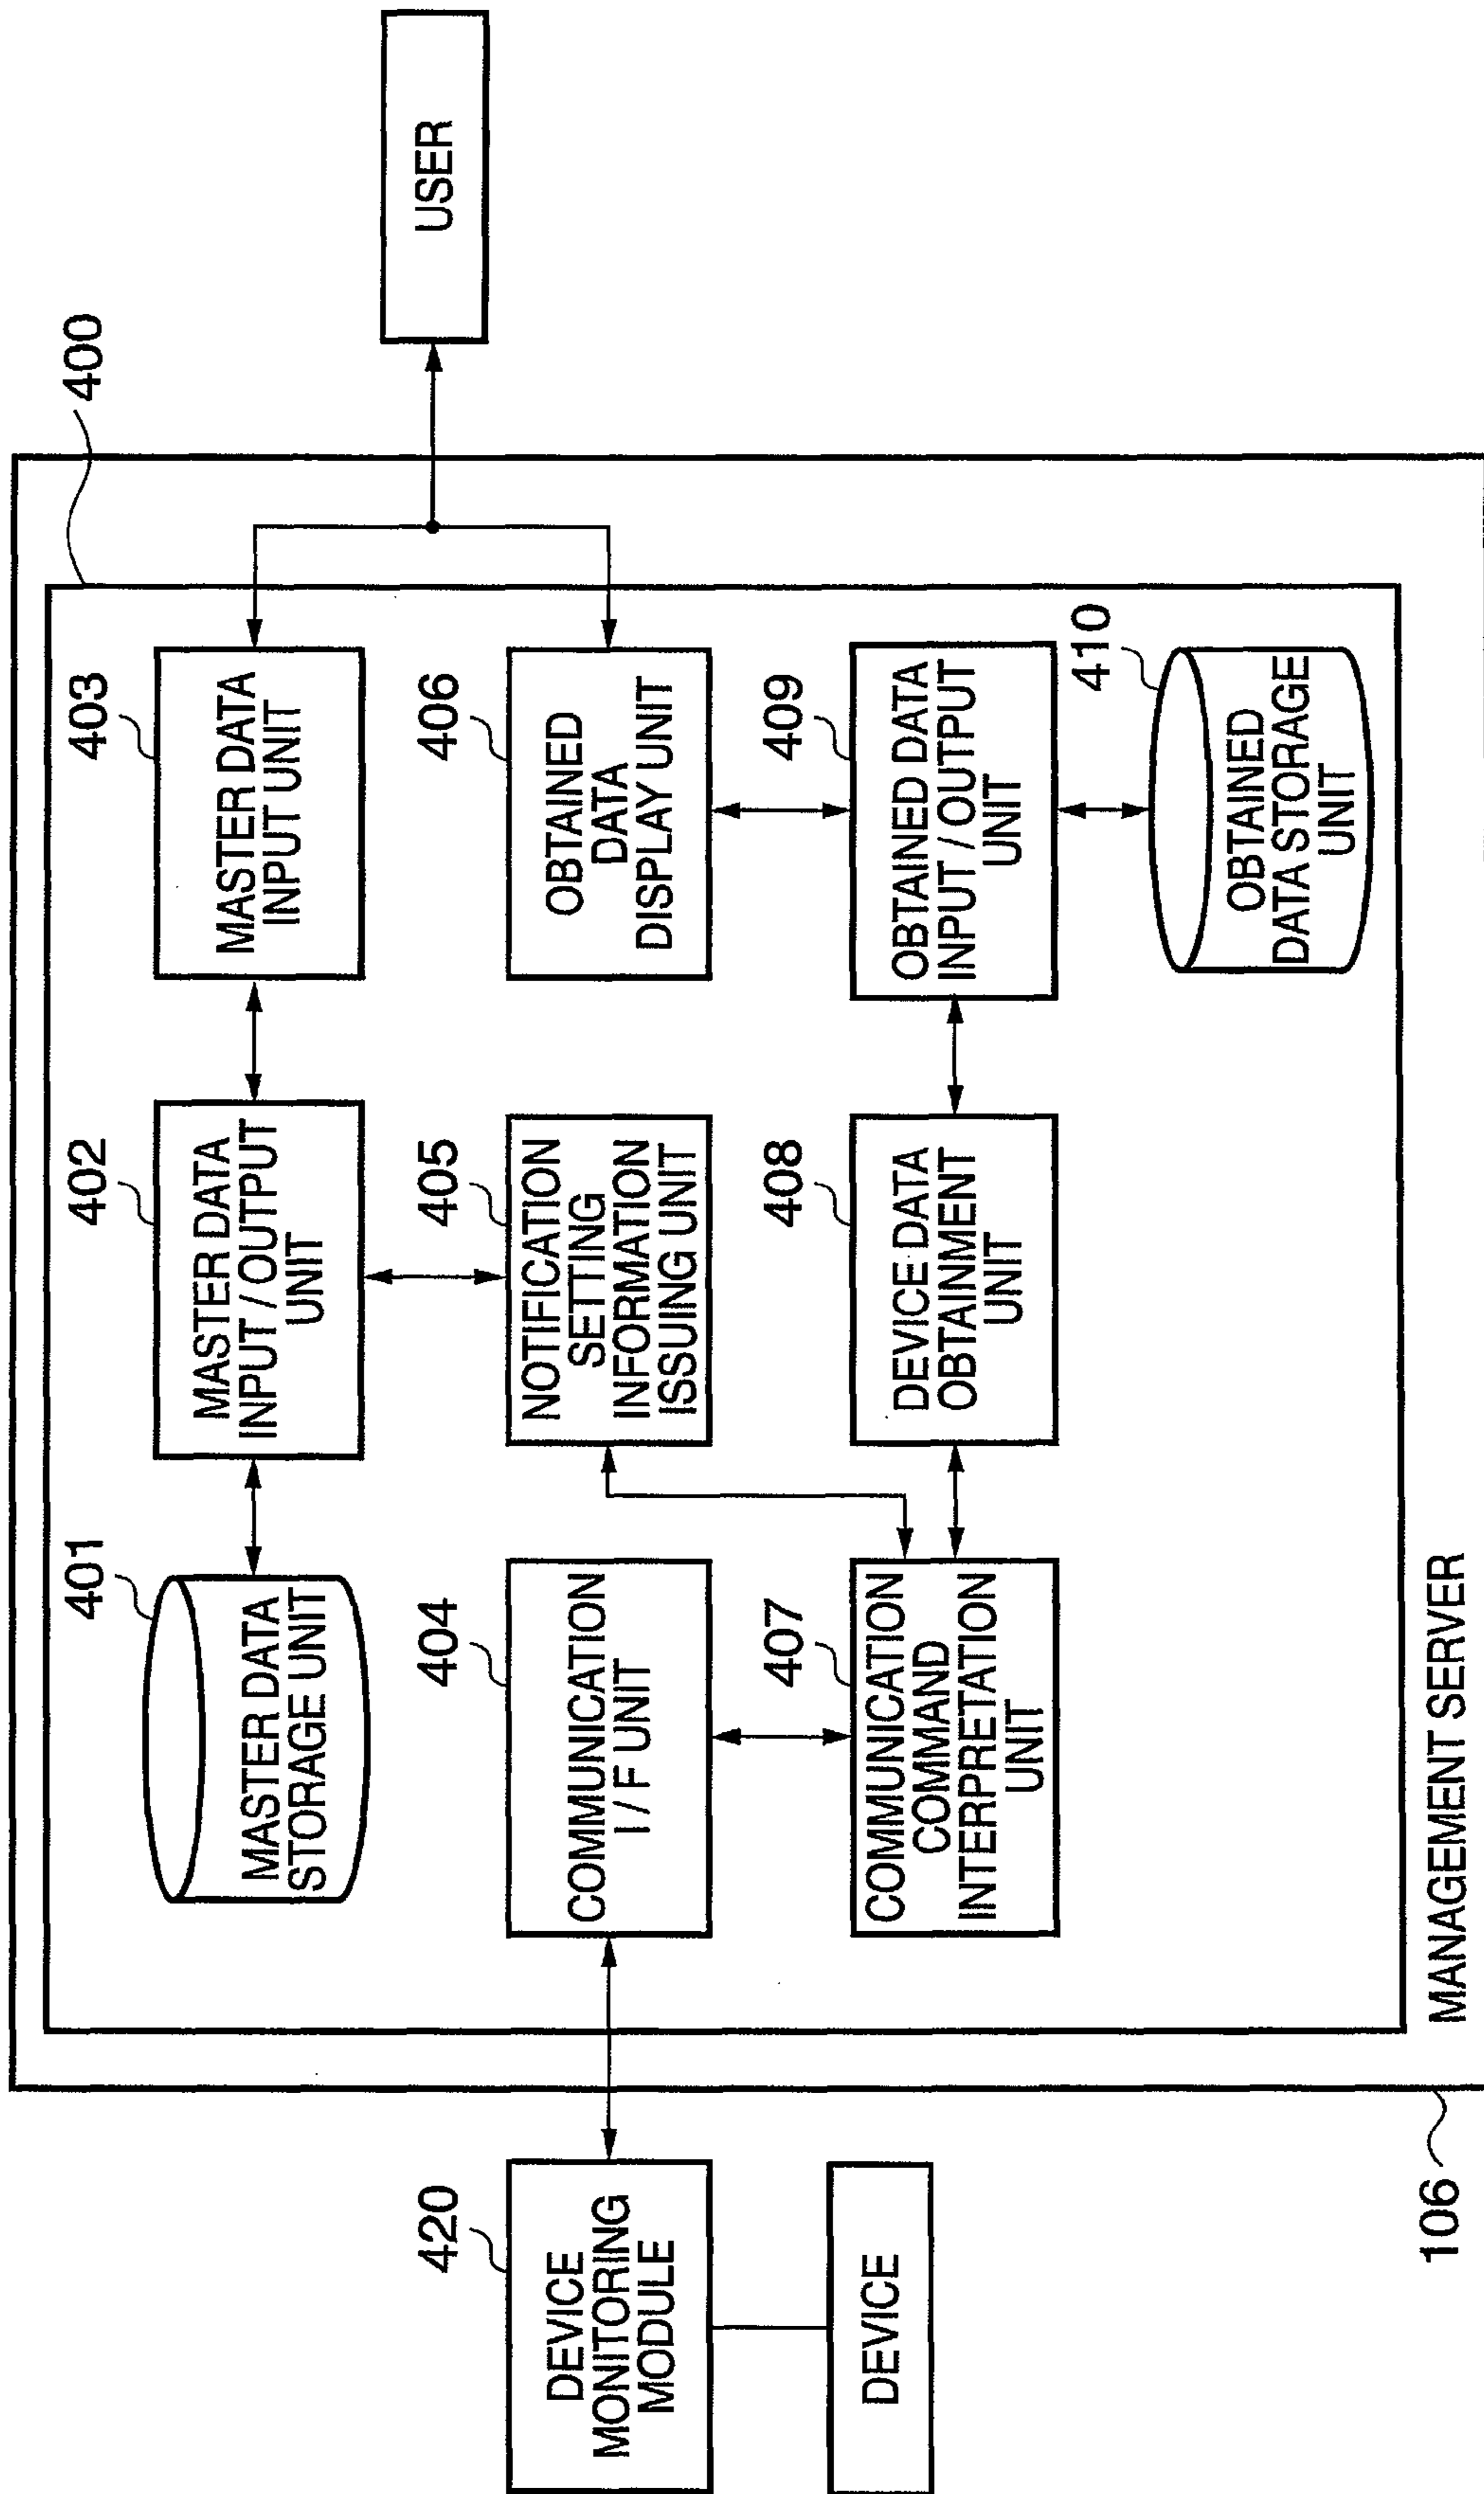 400
401
MASTER DATA
STORAGE UNIT
402
MASTER DATA
INPUT / OUTPUT
UNIT
403
MASTER DATA
INPUT UNIT
USER
420
DEVICE
MONITORING
MODULE
404
COMMUNICATION
I / F UNIT
405
NOTIFICATION
SETTING
INFORMATION
ISSUING UNIT
406
OBTAINED
DATA
DISPLAY UNIT
DEVICE
407
COMMUNICATION
COMMAND
INTERPRETATION
UNIT
408
DEVICE DATA
OBTAINMENT
UNIT
409
OBTAINED DATA
INPUT / OUTPUT
UNIT
410
OBTAINED
DATA STORAGE
UNIT
106
MANAGEMENT SERVER